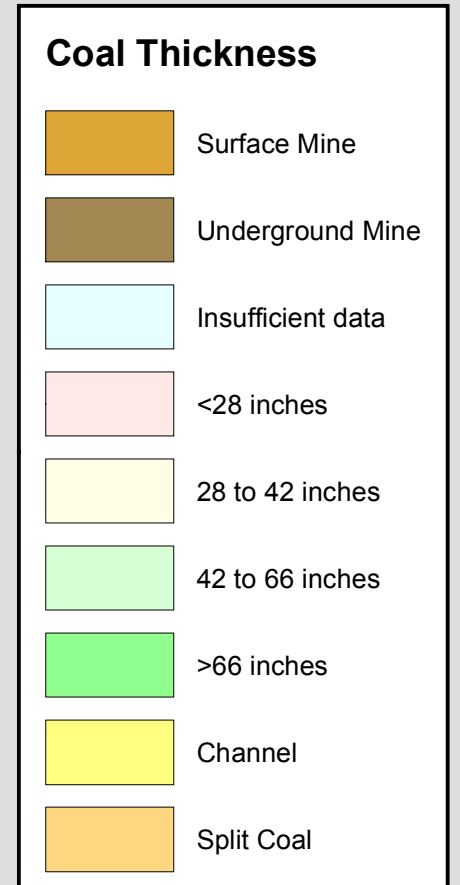 Coal Thickness
Surface Mine
Underground Mine
Insufficient data
<28 inches
28 to 42 inches
42 to 66 inches
>66 inches
Channel
Split Coal